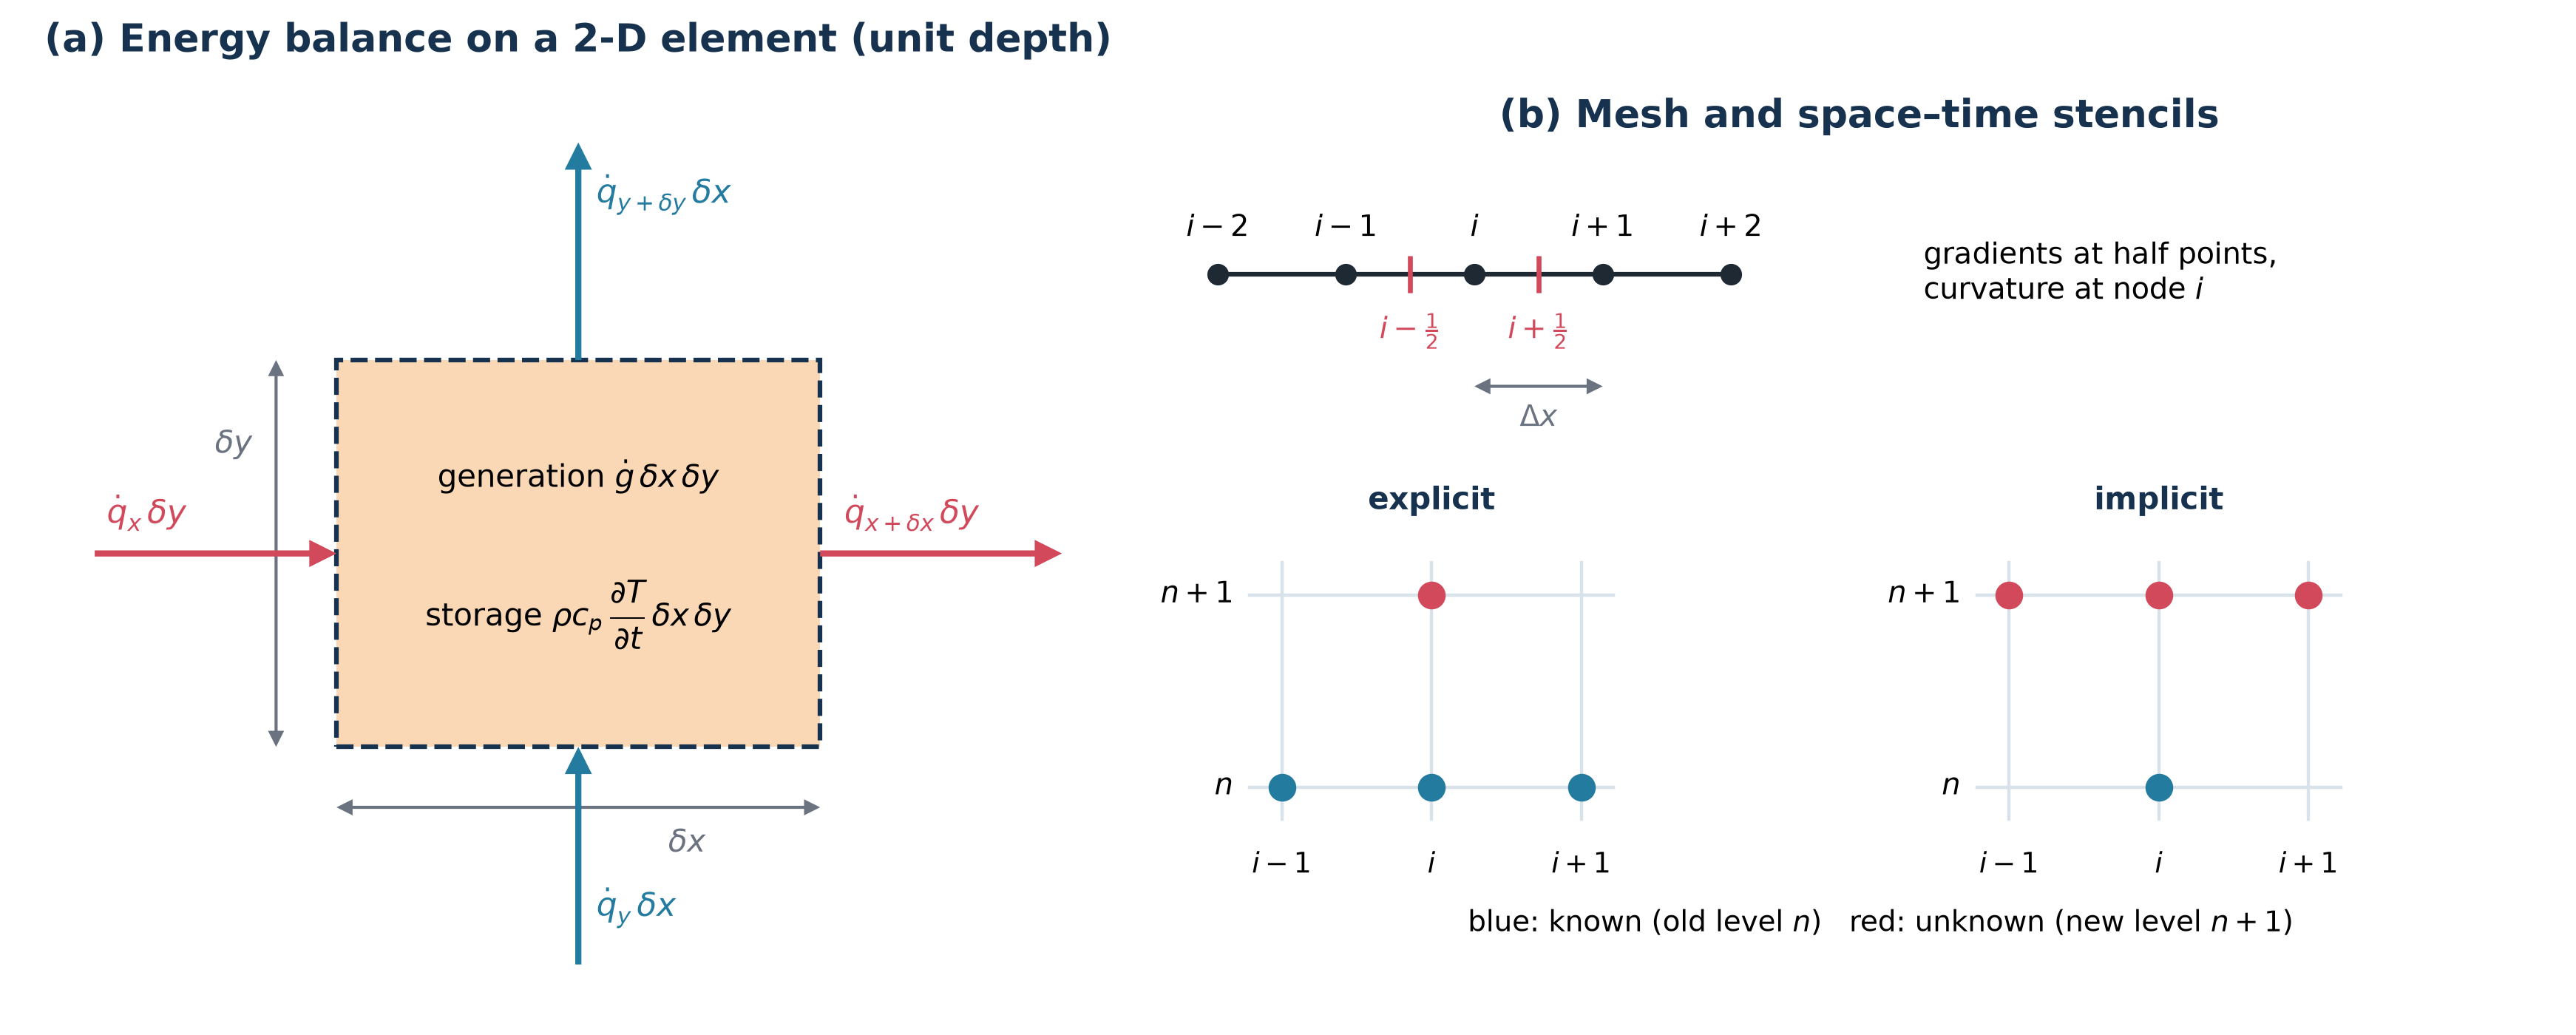 (a) Energy balance on a 2-D element (unit depth)
q̇_{y+δy} δx
δy
generation ġ δx δy
q̇_x δy
q̇_{x+δx} δy
storage ρc_p ∂T/∂t δx δy
δx
q̇_y δx
(b) Mesh and space–time stencils
i − 2 i − 1 i i + 1 i + 2
gradients at half points,
curvature at node i
i − 1/2 i + 1/2
Δx
explicit
n + 1
n
i − 1 i i + 1
implicit
n + 1
n
i − 1 i i + 1
blue: known (old level n) red: unknown (new level n + 1)